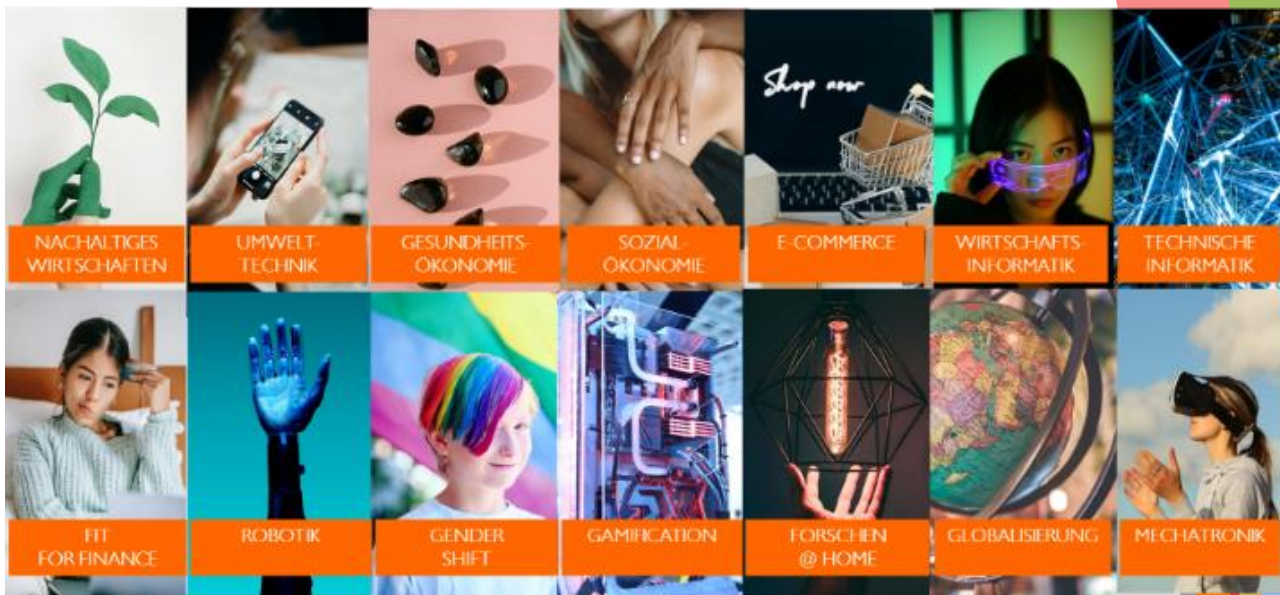 Shop now
NACHALTIGES
WIRTSCHAFTEN
UMWELT-
TECHNIK
GESUNDHEITS-
ÖKONOMIE
SOZIAL-
ÖKONOMIE
E-COMMERCE
WIRTSCHAFTS-
INFORMATIK
TECHNISCHE
INFORMATIK
FIT
FOR FINANCE
ROBOTIK
GENDER
SHIFT
GAMIFICATION
FORSCHEN
@ HOME
GLOBALISIERUNG
MECHATRONIK